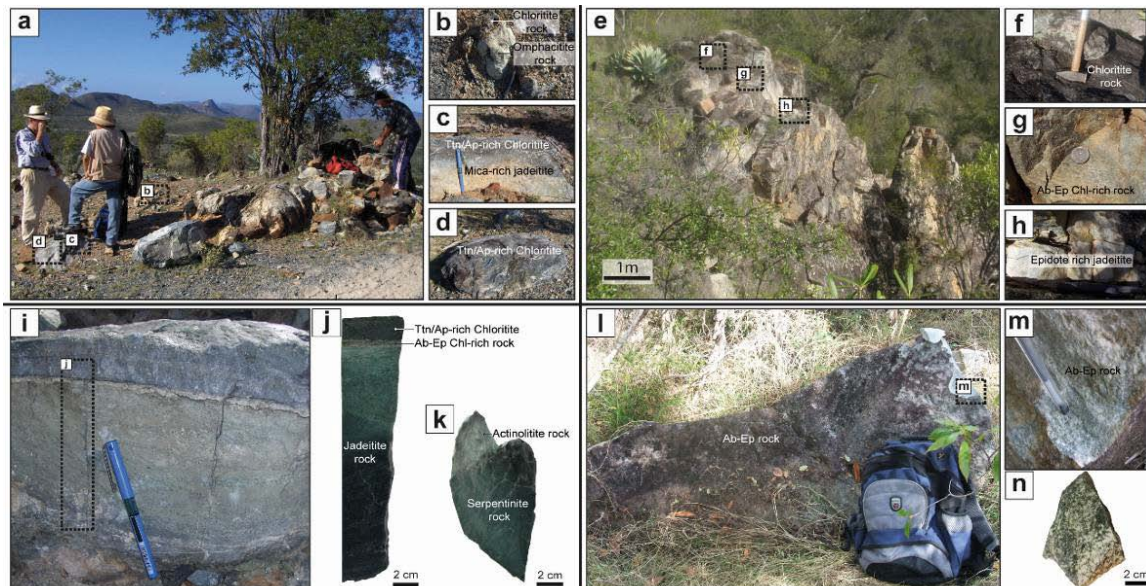 a
b
Chloritite
rock
Omphacitite
rock
c
Ttn/Ap-rich Chloritite
Mica-rich jadeitite
d
Ttn/Ap-rich Chloritite
b
d
c
e
f
g
h
1m
f
Chloritite
rock
g
Ab-Ep Chl-rich rock
h
Epidote rich jadeitite
i
j
j
Ttn/Ap-rich Chloritite
Ab-Ep Chl-rich rock
Jadeitite
rock
2 cm
k
Actinolitite rock
Serpentinite
rock
2 cm
l
Ab-Ep rock
m
m
Ab-Ep rock
n
2 cm